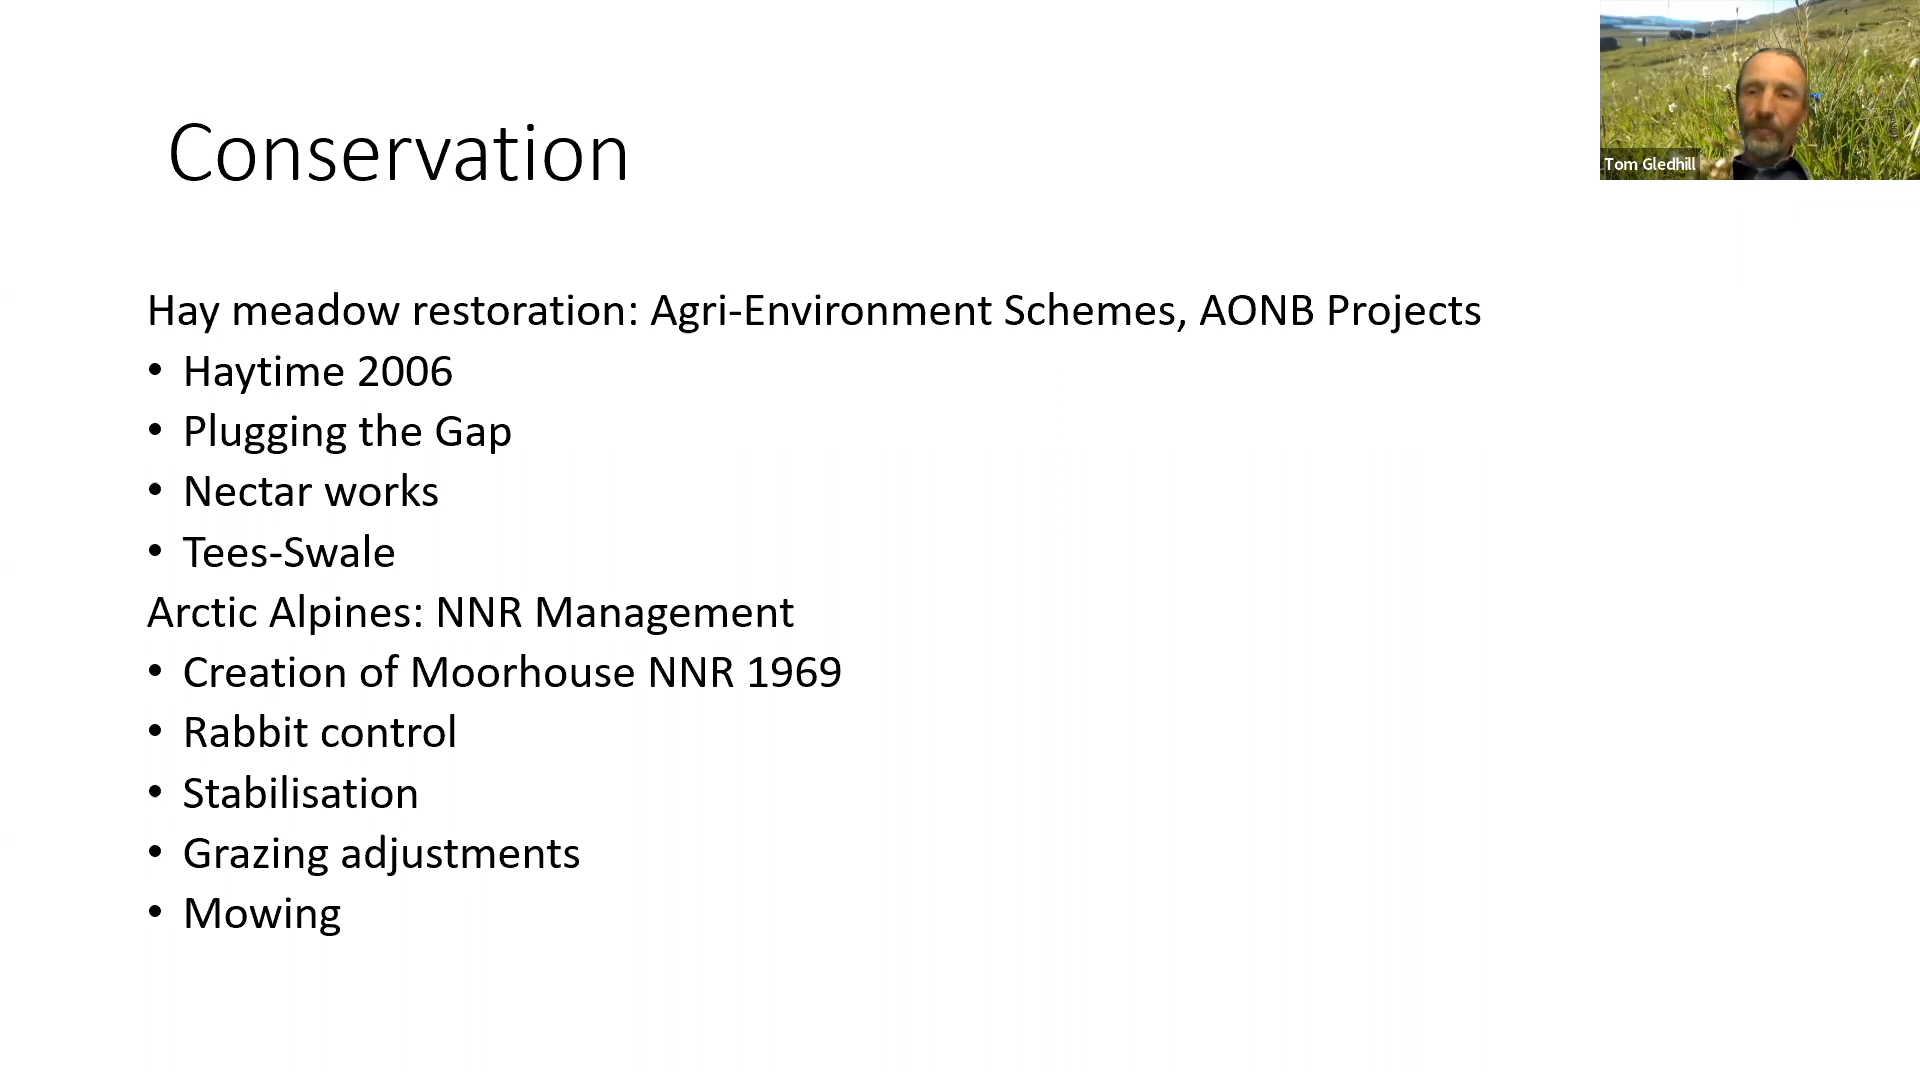 Conservation
Tom Gledhill
Hay meadow restoration: Agri-Environment Schemes, AONB Projects
• Haytime 2006
• Plugging the Gap
• Nectar works
• Tees-Swale
Arctic Alpines: NNR Management
• Creation of Moorhouse NNR 1969
• Rabbit control
• Stabilisation
• Grazing adjustments
• Mowing